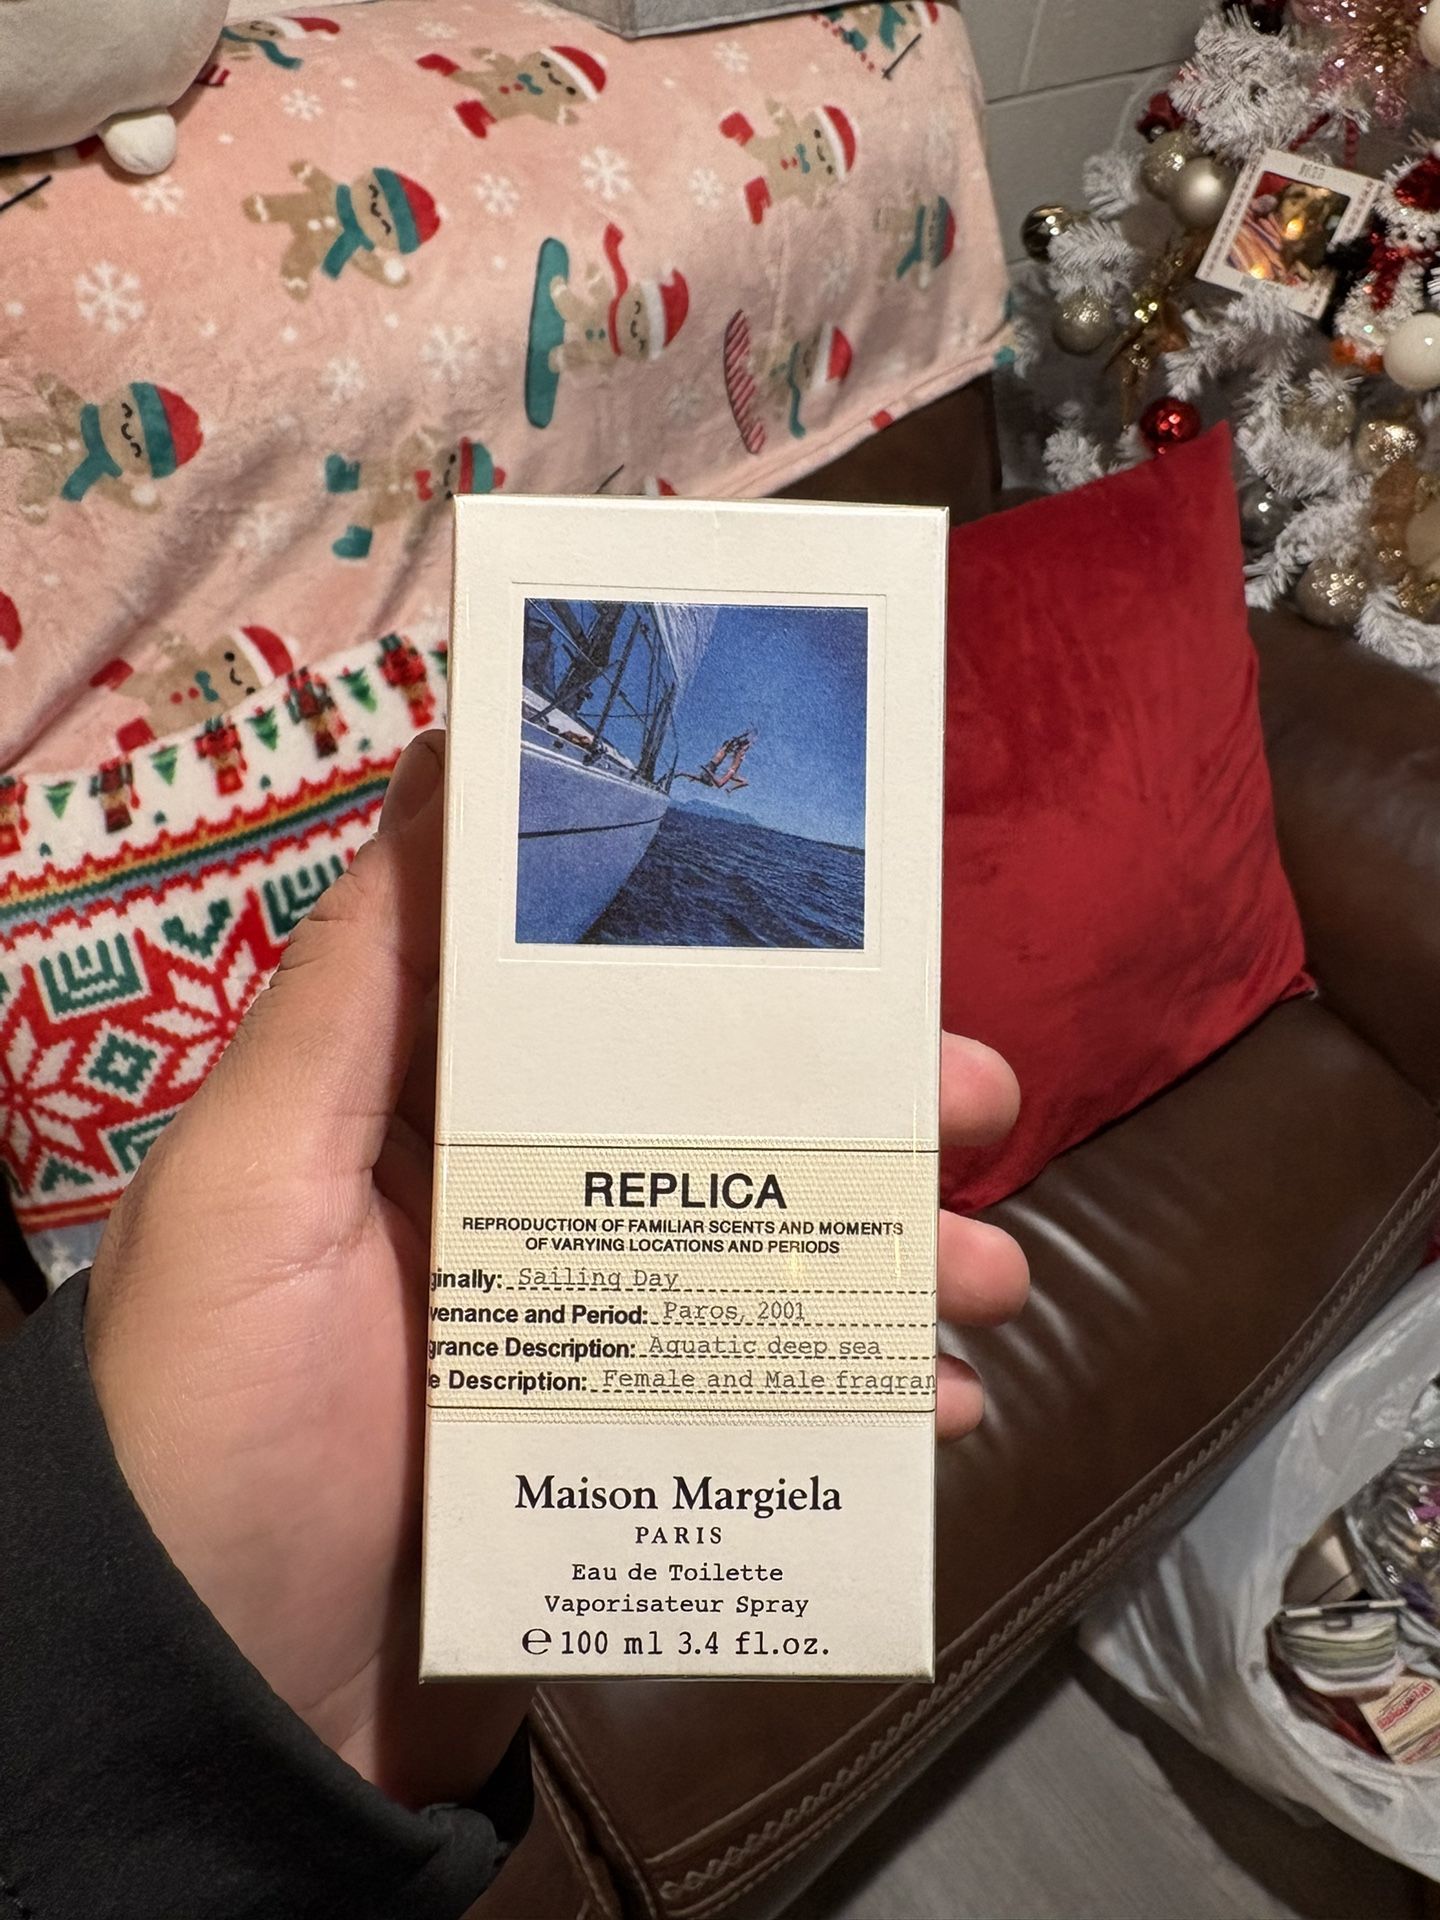 REPLICA
REPRODUCTION OF FAMILIAR SCENTS AND MOMENTS
OF VARYING LOCATIONS AND PERIODS
ginally: Sailing Day
venance and Period: Paros, 2001
grance Description: Aquatic deep sea
e Description: Female and Male fragran
Maison Margiela
PARIS
Eau de Toilette
Vaporisateur Spray
℮ 100 ml 3.4 fl.oz.